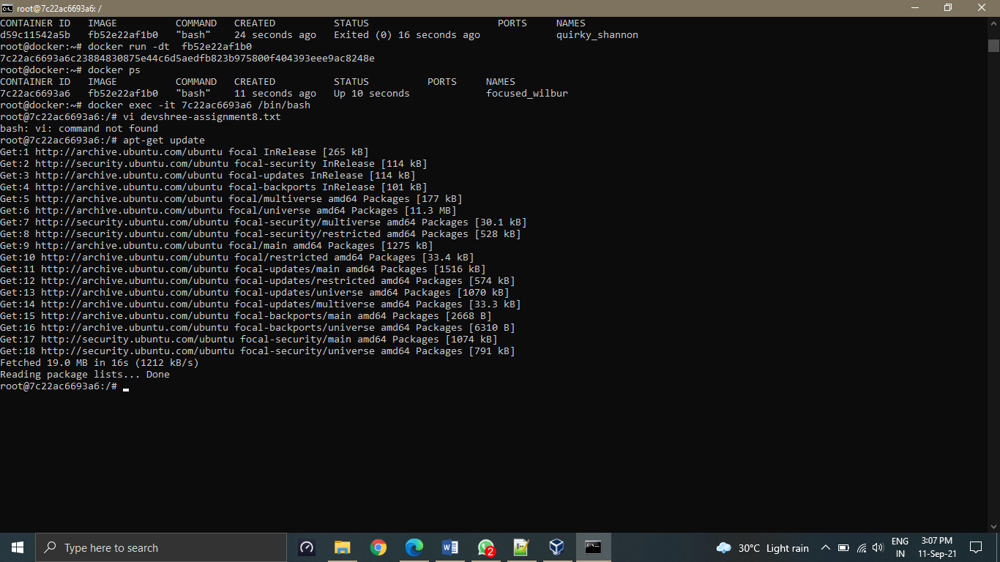 root@7c22ac6693a6: /
CONTAINER ID   IMAGE          COMMAND   CREATED          STATUS                      PORTS     NAMES
d59c11542a5b   fb52e22af1b0   "bash"    24 seconds ago   Exited (0) 16 seconds ago             quirky_shannon
root@docker:~# docker run -dt  fb52e22af1b0
7c22ac6693a6c23884830875e44c6d5aedfb823b975800f404393eee9ac8248e
root@docker:~# docker ps
CONTAINER ID   IMAGE          COMMAND   CREATED          STATUS          PORTS     NAMES
7c22ac6693a6   fb52e22af1b0   "bash"    11 seconds ago   Up 10 seconds             focused_wilbur
root@docker:~# docker exec -it 7c22ac6693a6 /bin/bash
root@7c22ac6693a6:/# vi devshree-assignment8.txt
bash: vi: command not found
root@7c22ac6693a6:/# apt-get update
Get:1 http://archive.ubuntu.com/ubuntu focal InRelease [265 kB]
Get:2 http://security.ubuntu.com/ubuntu focal-security InRelease [114 kB]
Get:3 http://archive.ubuntu.com/ubuntu focal-updates InRelease [114 kB]
Get:4 http://archive.ubuntu.com/ubuntu focal-backports InRelease [101 kB]
Get:5 http://archive.ubuntu.com/ubuntu focal/multiverse amd64 Packages [177 kB]
Get:6 http://archive.ubuntu.com/ubuntu focal/universe amd64 Packages [11.3 MB]
Get:7 http://security.ubuntu.com/ubuntu focal-security/multiverse amd64 Packages [30.1 kB]
Get:8 http://security.ubuntu.com/ubuntu focal-security/restricted amd64 Packages [528 kB]
Get:9 http://archive.ubuntu.com/ubuntu focal/main amd64 Packages [1275 kB]
Get:10 http://archive.ubuntu.com/ubuntu focal/restricted amd64 Packages [33.4 kB]
Get:11 http://archive.ubuntu.com/ubuntu focal-updates/main amd64 Packages [1516 kB]
Get:12 http://archive.ubuntu.com/ubuntu focal-updates/restricted amd64 Packages [574 kB]
Get:13 http://archive.ubuntu.com/ubuntu focal-updates/universe amd64 Packages [1070 kB]
Get:14 http://archive.ubuntu.com/ubuntu focal-updates/multiverse amd64 Packages [33.3 kB]
Get:15 http://archive.ubuntu.com/ubuntu focal-backports/main amd64 Packages [2668 B]
Get:16 http://archive.ubuntu.com/ubuntu focal-backports/universe amd64 Packages [6310 B]
Get:17 http://security.ubuntu.com/ubuntu focal-security/main amd64 Packages [1074 kB]
Get:18 http://security.ubuntu.com/ubuntu focal-security/universe amd64 Packages [791 kB]
Fetched 19.0 MB in 16s (1212 kB/s)
Reading package lists... Done
root@7c22ac6693a6:/#
Type here to search
2
30°C Light rain
ENG
IN
3:07 PM
11-Sep-21